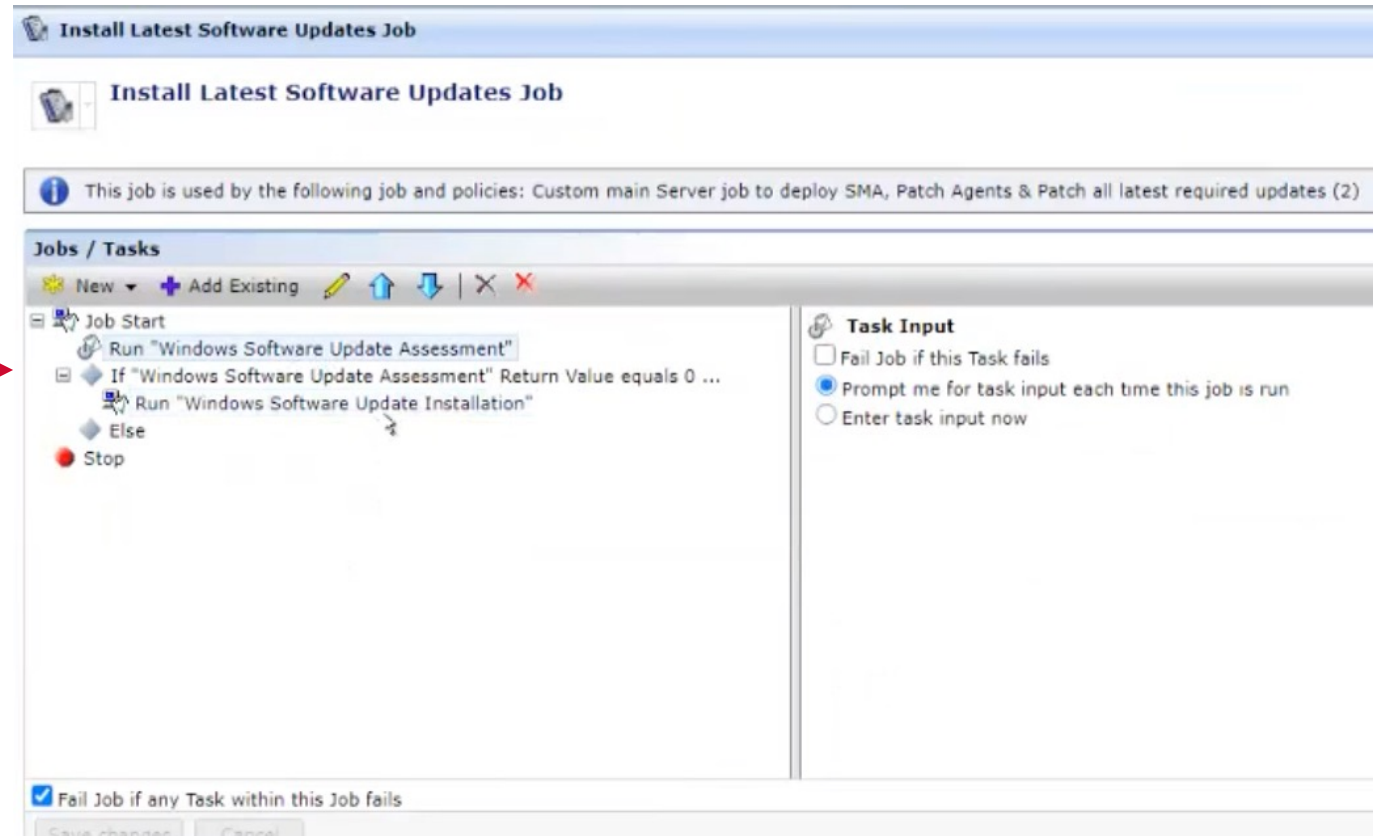 Install Latest Software Updates Job
Install Latest Software Updates Job
This job is used by the following job and policies: Custom main Server job to deploy SMA, Patch Agents & Patch all latest required updates (2)
Jobs / Tasks
New Add Existing
Job Start
Run "Windows Software Update Assessment"
If "Windows Software Update Assessment" Return Value equals 0 ...
Run "Windows Software Update Installation"
Else
Stop
Task Input
Fail Job if this Task fails
Prompt me for task input each time this job is run
Enter task input now
Fail Job if any Task within this Job fails
Save changes Cancel